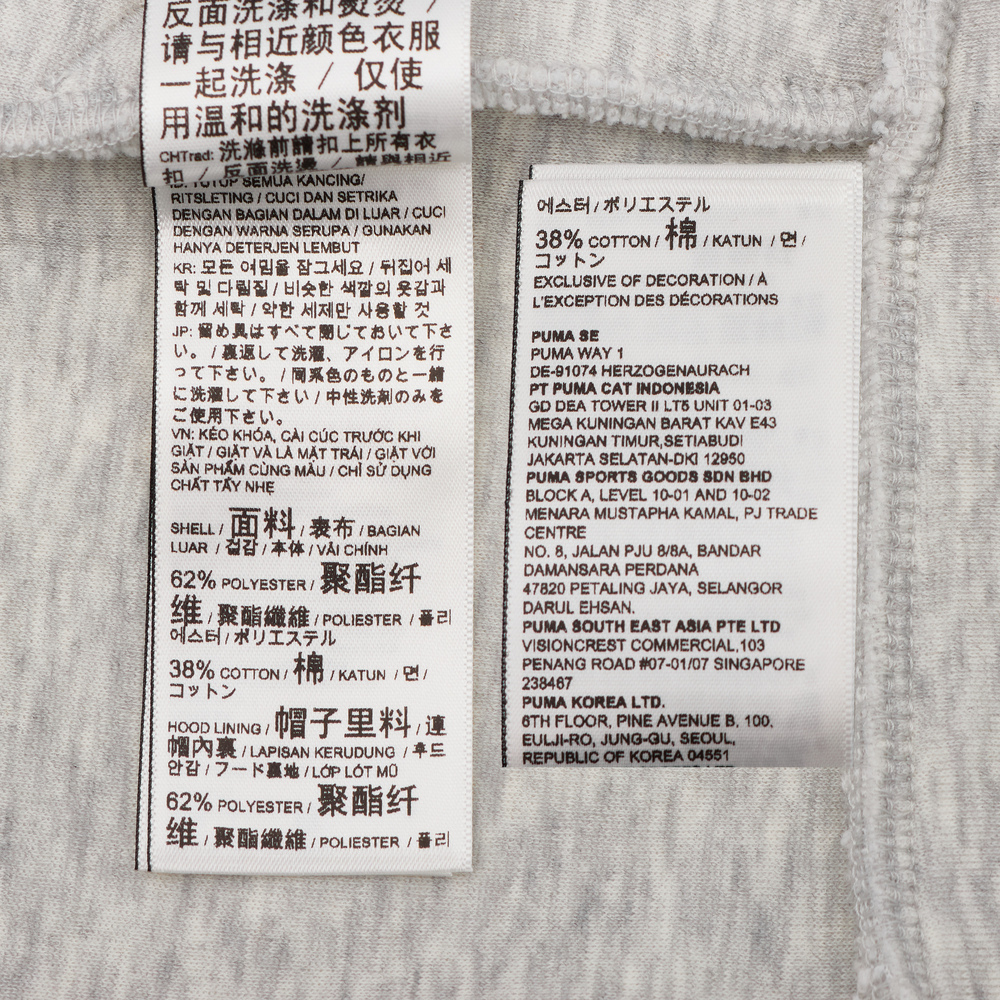 反面洗涤和熨烫 /
请与相近颜色衣服
一起洗涤 / 仅使
用温和的洗涤剂
CHTrad: 洗滌前請扣上所有衣
扣 / 反面洗燙 / 請與相近
ID: TUTUP SEMUA KANCING/
RITSLETING / CUCI DAN SETRIKA
DENGAN BAGIAN DALAM DI LUAR / CUCI
DENGAN WARNA SERUPA / GUNAKAN
HANYA DETERJEN LEMBUT
KR: 모든 여밈을 잠그세요 / 뒤집어 세
탁 및 다림질 / 비슷한 색깔의 옷감과
함께 세탁 / 약한 세제만 사용할 것
JP: 留め具はすべて閉じておいて下さ
い。 / 裏返して洗濯、アイロンを行
って下さい。 / 同系色のものと一緒
に洗濯して下さい / 中性洗剤のみを
ご使用下さい。
VN: KÉO KHÓA, CÀI CÚC TRƯỚC KHI
GIẶT / GIẶT VÀ LÀ MẶT TRÁI / GIẶT VỚI
SẢN PHẨM CÙNG MÀU / CHỈ SỬ DỤNG
CHẤT TẨY NHẸ
SHELL / 面料 / 表布 / BAGIAN
LUAR / 겉감 / 本体 / VẢI CHÍNH
62% POLYESTER / 聚酯纤
维 / 聚酯纖維 / POLIESTER / 폴리
에스터 / ポリエステル
38% COTTON / 棉 / KATUN / 면 /
コットン
HOOD LINING / 帽子里料 / 連
帽內裏 / LAPISAN KERUDUNG / 후드
안감 / フード裏地 / LỚP LÓT MŨ
62% POLYESTER / 聚酯纤
维 / 聚酯纖維 / POLIESTER / 폴리
에스터 / ポリエステル
38% COTTON / 棉 / KATUN / 면 /
コットン
EXCLUSIVE OF DECORATION / À
L'EXCEPTION DES DÉCORATIONS
PUMA SE
PUMA WAY 1
DE-91074 HERZOGENAURACH
PT PUMA CAT INDONESIA
GD DEA TOWER II LT5 UNIT 01-03
MEGA KUNINGAN BARAT KAV E43
KUNINGAN TIMUR,SETIABUDI
JAKARTA SELATAN-DKI 12950
PUMA SPORTS GOODS SDN BHD
BLOCK A, LEVEL 10-01 AND 10-02
MENARA MUSTAPHA KAMAL, PJ TRADE
CENTRE
NO. 8, JALAN PJU 8/8A, BANDAR
DAMANSARA PERDANA
47820 PETALING JAYA, SELANGOR
DARUL EHSAN.
PUMA SOUTH EAST ASIA PTE LTD
VISIONCREST COMMERCIAL,103
PENANG ROAD #07-01/07 SINGAPORE
238467
PUMA KOREA LTD.
6TH FLOOR, PINE AVENUE B, 100,
EULJI-RO, JUNG-GU, SEOUL,
REPUBLIC OF KOREA 04551